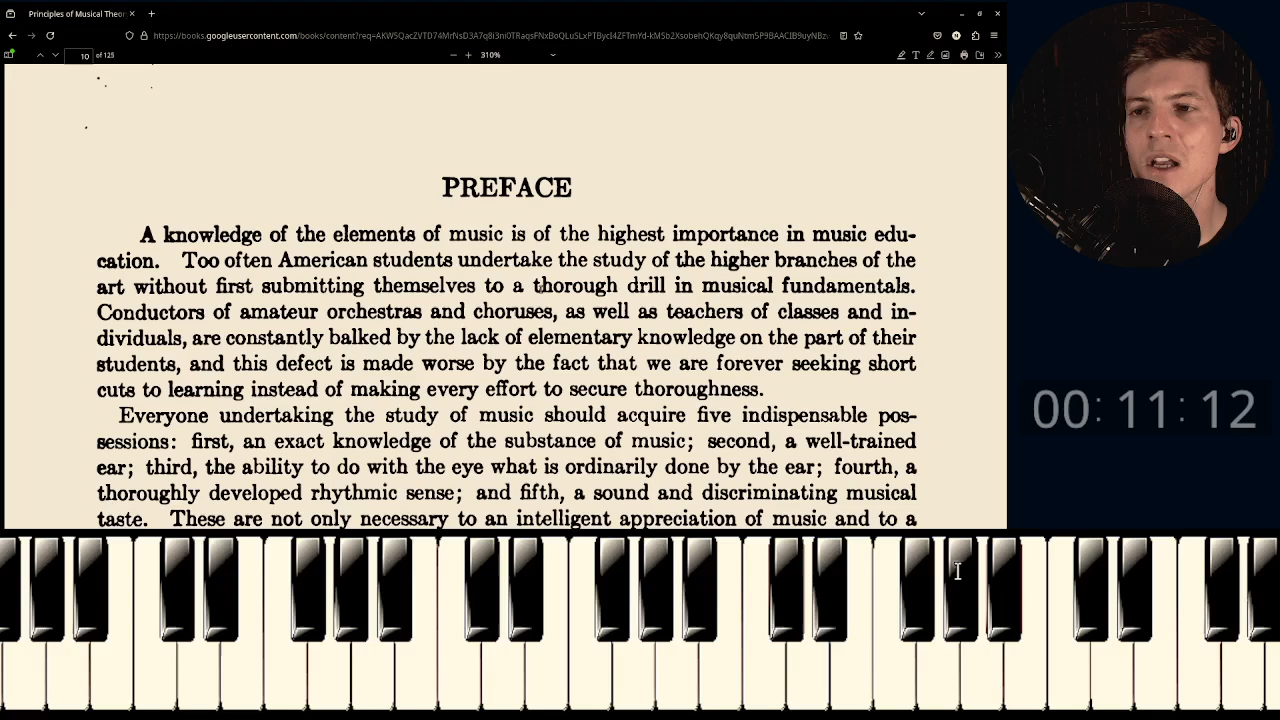 Principles of Musical Theor
https://books.googleusercontent.com/books/content?req=
10 of 125
310%
PREFACE
A knowledge of the elements of music is of the highest importance in music edu-
cation. Too often American students undertake the study of the higher branches of the
art without first submitting themselves to a thorough drill in musical fundamentals.
Conductors of amateur orchestras and choruses, as well as teachers of classes and in-
dividuals, are constantly balked by the lack of elementary knowledge on the part of their
students, and this defect is made worse by the fact that we are forever seeking short
cuts to learning instead of making every effort to secure thoroughness.
Everyone undertaking the study of music should acquire five indispensable pos-
sessions: first, an exact knowledge of the substance of music; second, a well-trained
ear; third, the ability to do with the eye what is ordinarily done by the ear; fourth, a
thoroughly developed rhythmic sense; and fifth, a sound and discriminating musical
taste. These are not only necessary to an intelligent appreciation of music and to a
00:11:12